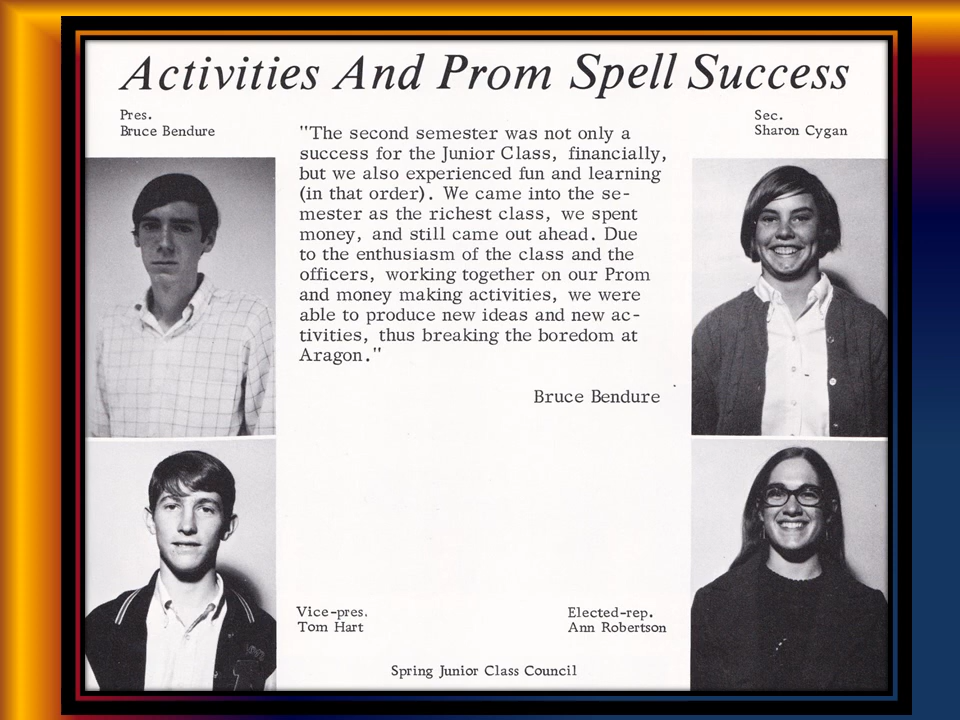 Activities And Prom Spell Success
Pres.
Bruce Bendure
Sec.
Sharon Cygan
"The second semester was not only a
success for the Junior Class, financially,
but we also experienced fun and learning
(in that order). We came into the se-
mester as the richest class, we spent
money, and still came out ahead. Due
to the enthusiasm of the class and the
officers, working together on our Prom
and money making activities, we were
able to produce new ideas and new ac-
tivities, thus breaking the boredom at
Aragon."
Bruce Bendure
Vice-pres.
Tom Hart
Elected-rep.
Ann Robertson
Spring Junior Class Council